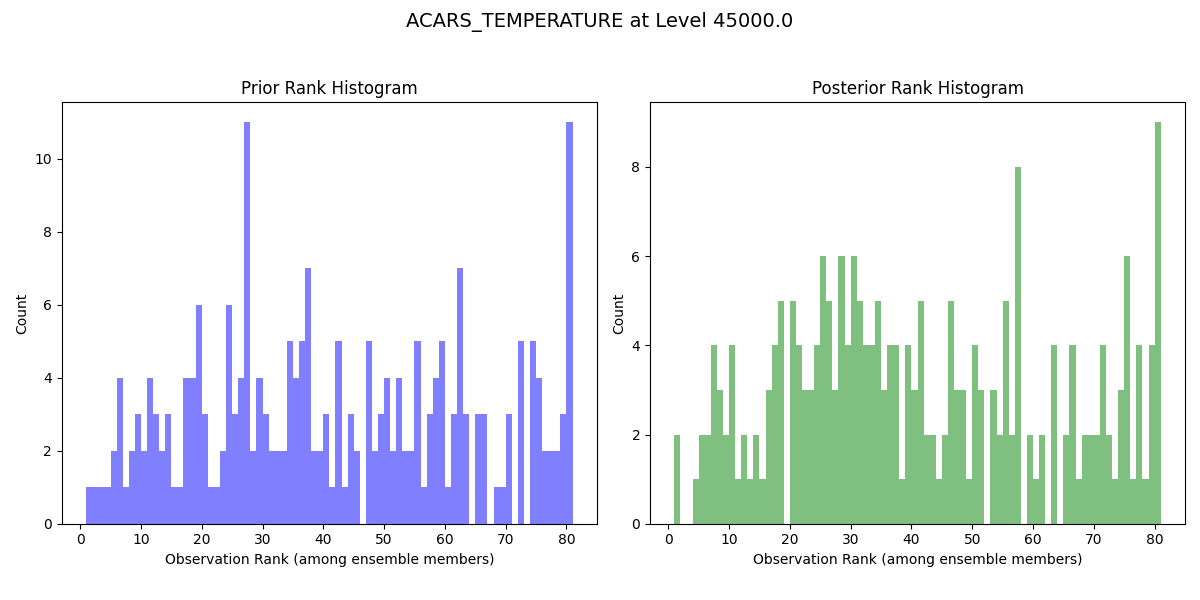 ACARS_TEMPERATURE at Level 45000.0
Prior Rank Histogram
Count
10
8
6
4
2
0
0 10 20 30 40 50 60 70 80
Observation Rank (among ensemble members)
Posterior Rank Histogram
Count
8
6
4
2
0
0 10 20 30 40 50 60 70 80
Observation Rank (among ensemble members)